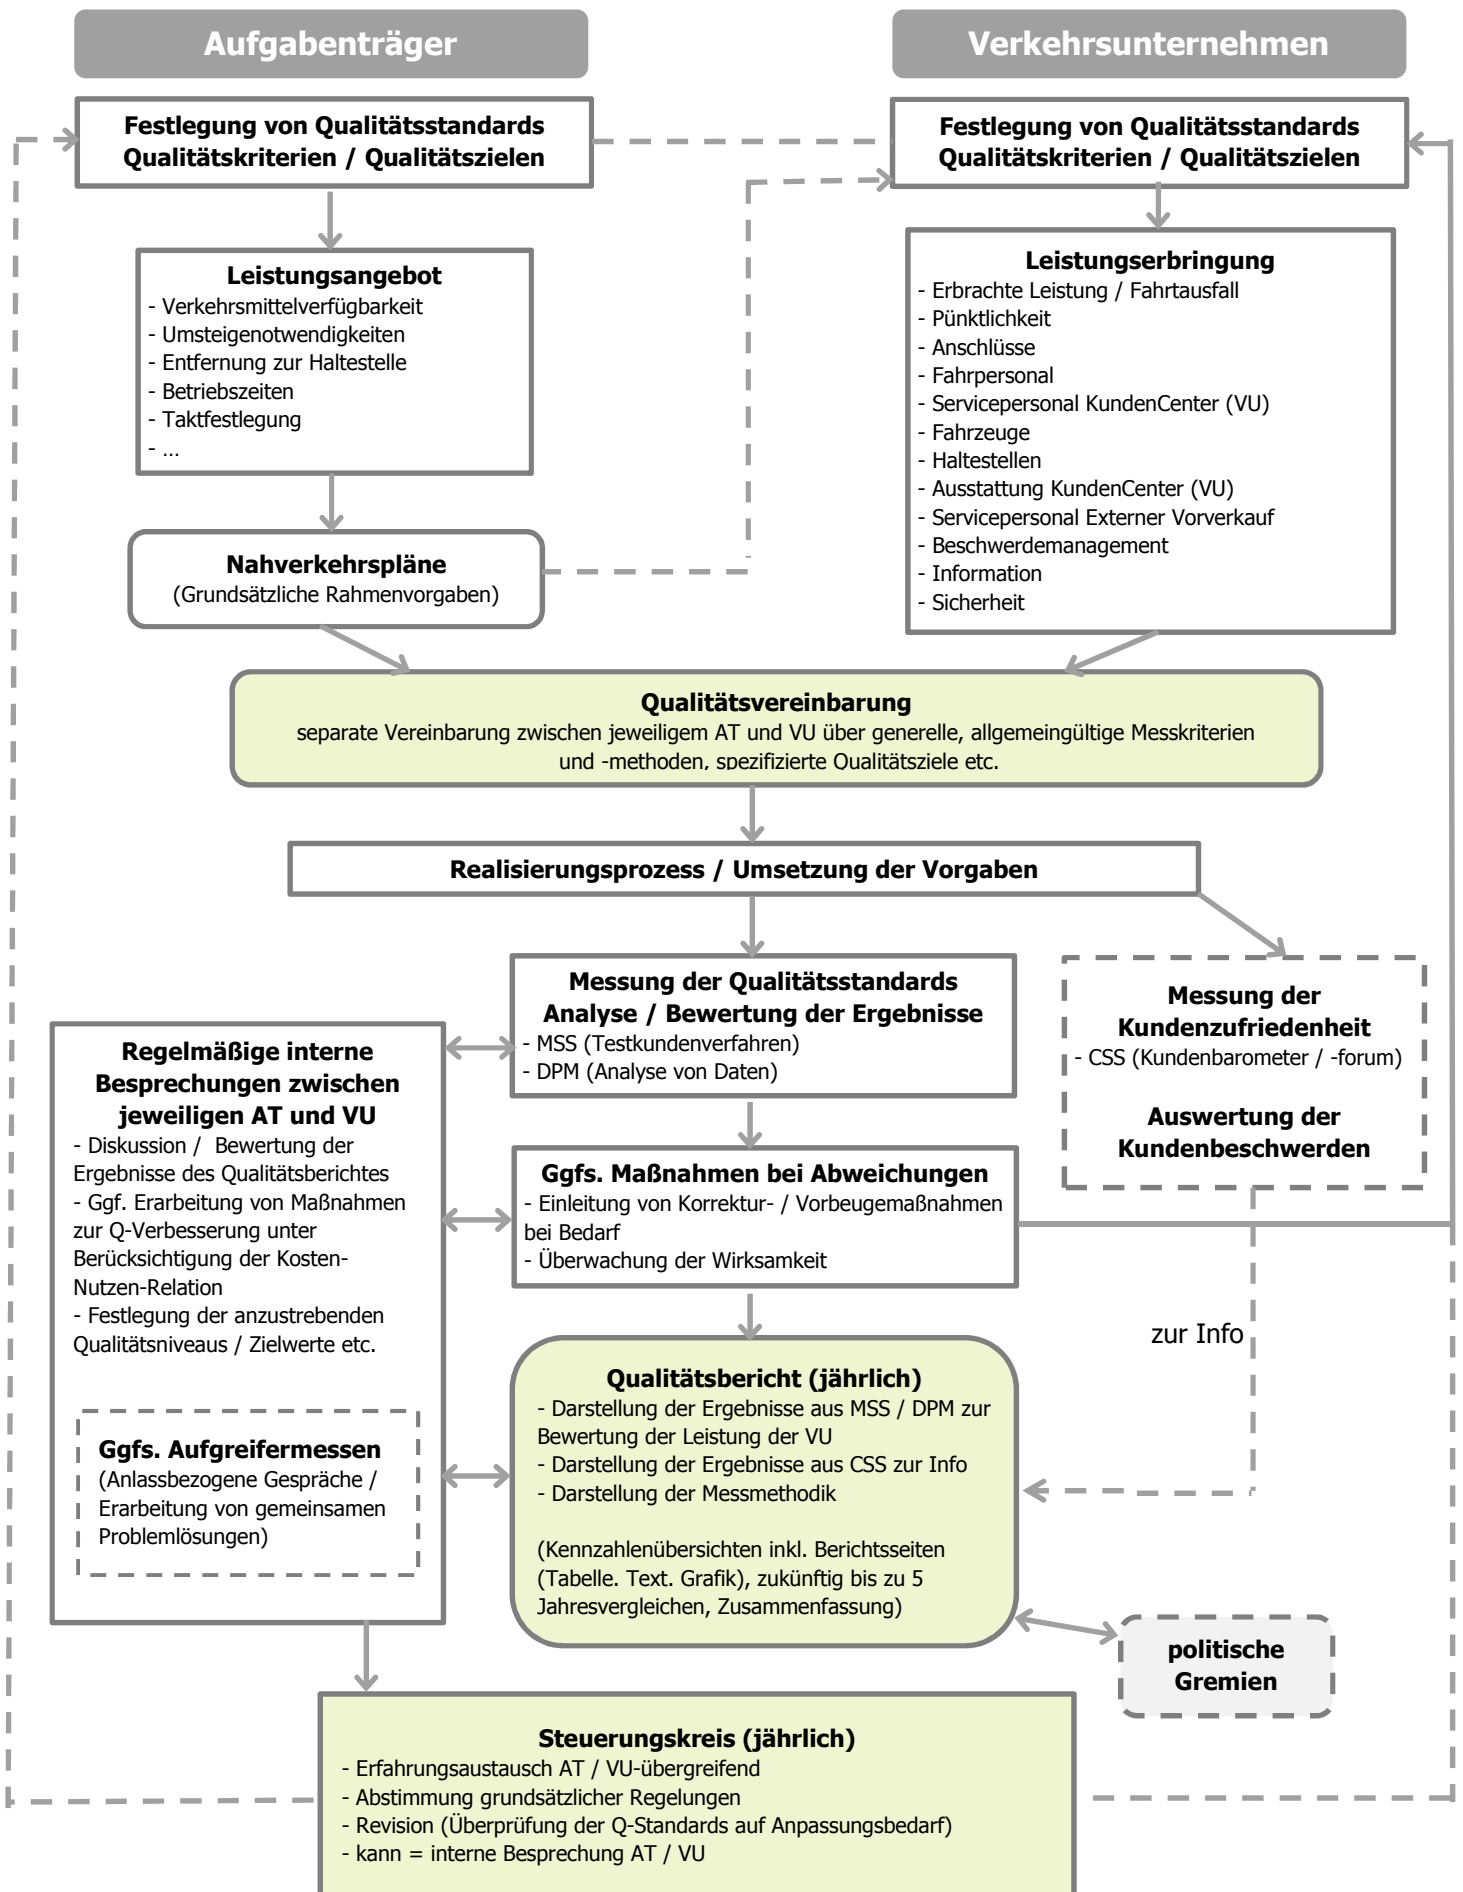 Aufgabenträger
Verkehrsunternehmen
Festlegung von Qualitätsstandards
Qualitätskriterien / Qualitätszielen
Festlegung von Qualitätsstandards
Qualitätskriterien / Qualitätszielen
Leistungsangebot
- Verkehrsmittelverfügbarkeit
- Umsteigenotwendigkeiten
- Entfernung zur Haltestelle
- Betriebszeiten
- Taktfestlegung
- ...
Leistungserbringung
- Erbrachte Leistung / Fahrtausfall
- Pünktlichkeit
- Anschlüsse
- Fahrpersonal
- Servicepersonal KundenCenter (VU)
- Fahrzeuge
- Haltestellen
- Ausstattung KundenCenter (VU)
- Servicepersonal Externer Vorverkauf
- Beschwerdemanagement
- Information
- Sicherheit
Nahverkehrspläne
(Grundsätzliche Rahmenvorgaben)
Qualitätsvereinbarung
separate Vereinbarung zwischen jeweiligem AT und VU über generelle, allgemeingültige Messkriterien
und -methoden, spezifizierte Qualitätsziele etc.
Realisierungsprozess / Umsetzung der Vorgaben
Messung der Qualitätsstandards
Analyse / Bewertung der Ergebnisse
- MSS (Testkundenverfahren)
- DPM (Analyse von Daten)
Messung der
Kundenzufriedenheit
- CSS (Kundenbarometer / -forum)
Auswertung der
Kundenbeschwerden
Regelmäßige interne
Besprechungen zwischen
jeweiligen AT und VU
- Diskussion / Bewertung der
Ergebnisse des Qualitätsberichtes
- Ggf. Erarbeitung von Maßnahmen
zur Q-Verbesserung unter
Berücksichtigung der Kosten-
Nutzen-Relation
- Festlegung der anzustrebenden
Qualitätsniveaus / Zielwerte etc.
Ggfs. Aufgreifermessen
(Anlassbezogene Gespräche /
Erarbeitung von gemeinsamen
Problemlösungen)
Ggfs. Maßnahmen bei Abweichungen
- Einleitung von Korrektur- / Vorbeugemaßnahmen
bei Bedarf
- Überwachung der Wirksamkeit
zur Info
Qualitätsbericht (jährlich)
- Darstellung der Ergebnisse aus MSS / DPM zur
Bewertung der Leistung der VU
- Darstellung der Ergebnisse aus CSS zur Info
- Darstellung der Messmethodik
(Kennzahlenübersichten inkl. Berichtsseiten
(Tabelle. Text. Grafik), zukünftig bis zu 5
Jahresvergleichen, Zusammenfassung)
politische
Gremien
Steuerungskreis (jährlich)
- Erfahrungsaustausch AT / VU-übergreifend
- Abstimmung grundsätzlicher Regelungen
- Revision (Überprüfung der Q-Standards auf Anpassungsbedarf)
- kann = interne Besprechung AT / VU